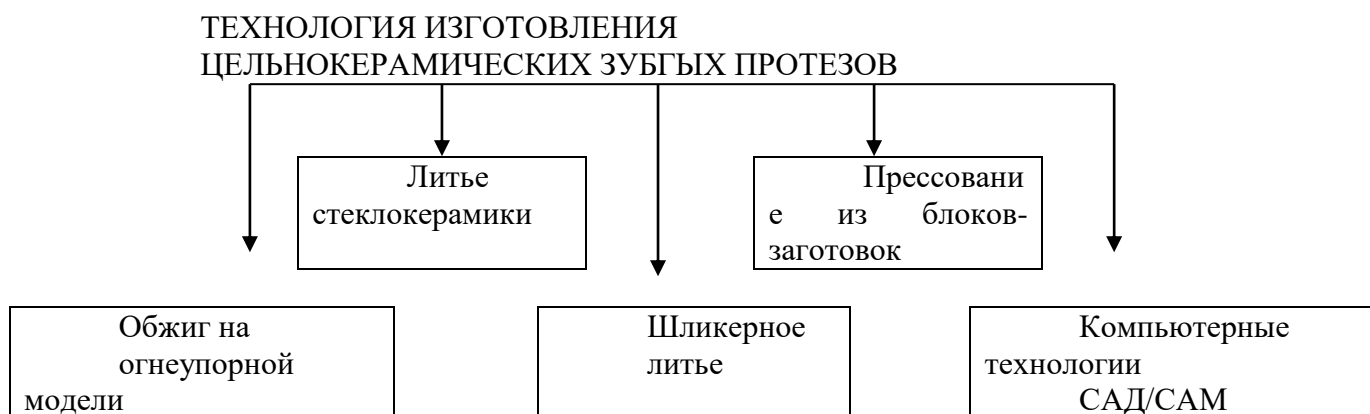 ТЕХНОЛОГИЯ ИЗГОТОВЛЕНИЯ
ЦЕЛЬНОКЕРАМИЧЕСКИХ ЗУБГЫХ ПРОТЕЗОВ
Литье
стеклокерамики
Прессовани
е из блоков-
заготовок
Обжиг на
огнеупорной
модели
Шликерное
литье
Компьютерные
технологии
САД/САМ